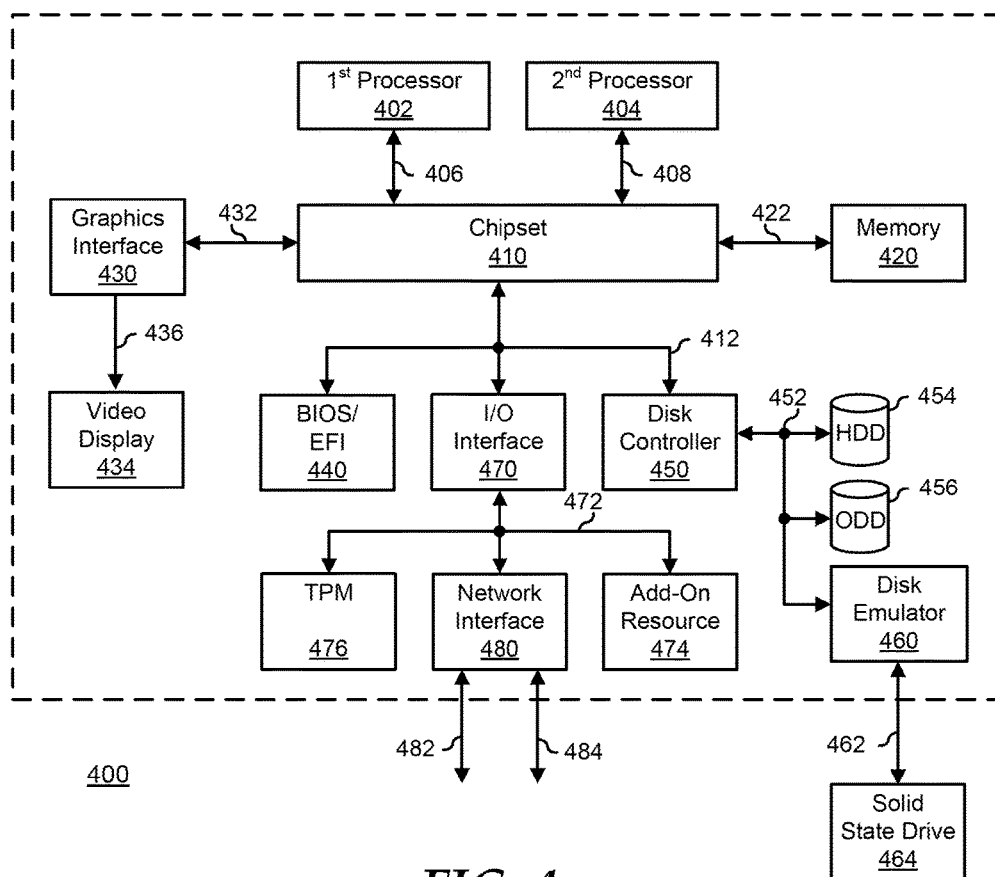 1st Processor
402
2nd Processor
404
406
408
Graphics
Interface
430
432
Chipset
410
422
Memory
420
436
412
Video
Display
434
BIOS/
EFI
440
I/O
Interface
470
Disk
Controller
450
452
454
HDD
456
ODD
472
TPM
476
Network
Interface
480
Add-On
Resource
474
Disk
Emulator
460
482
484
462
400
Solid
State Drive
464
FIG. 4